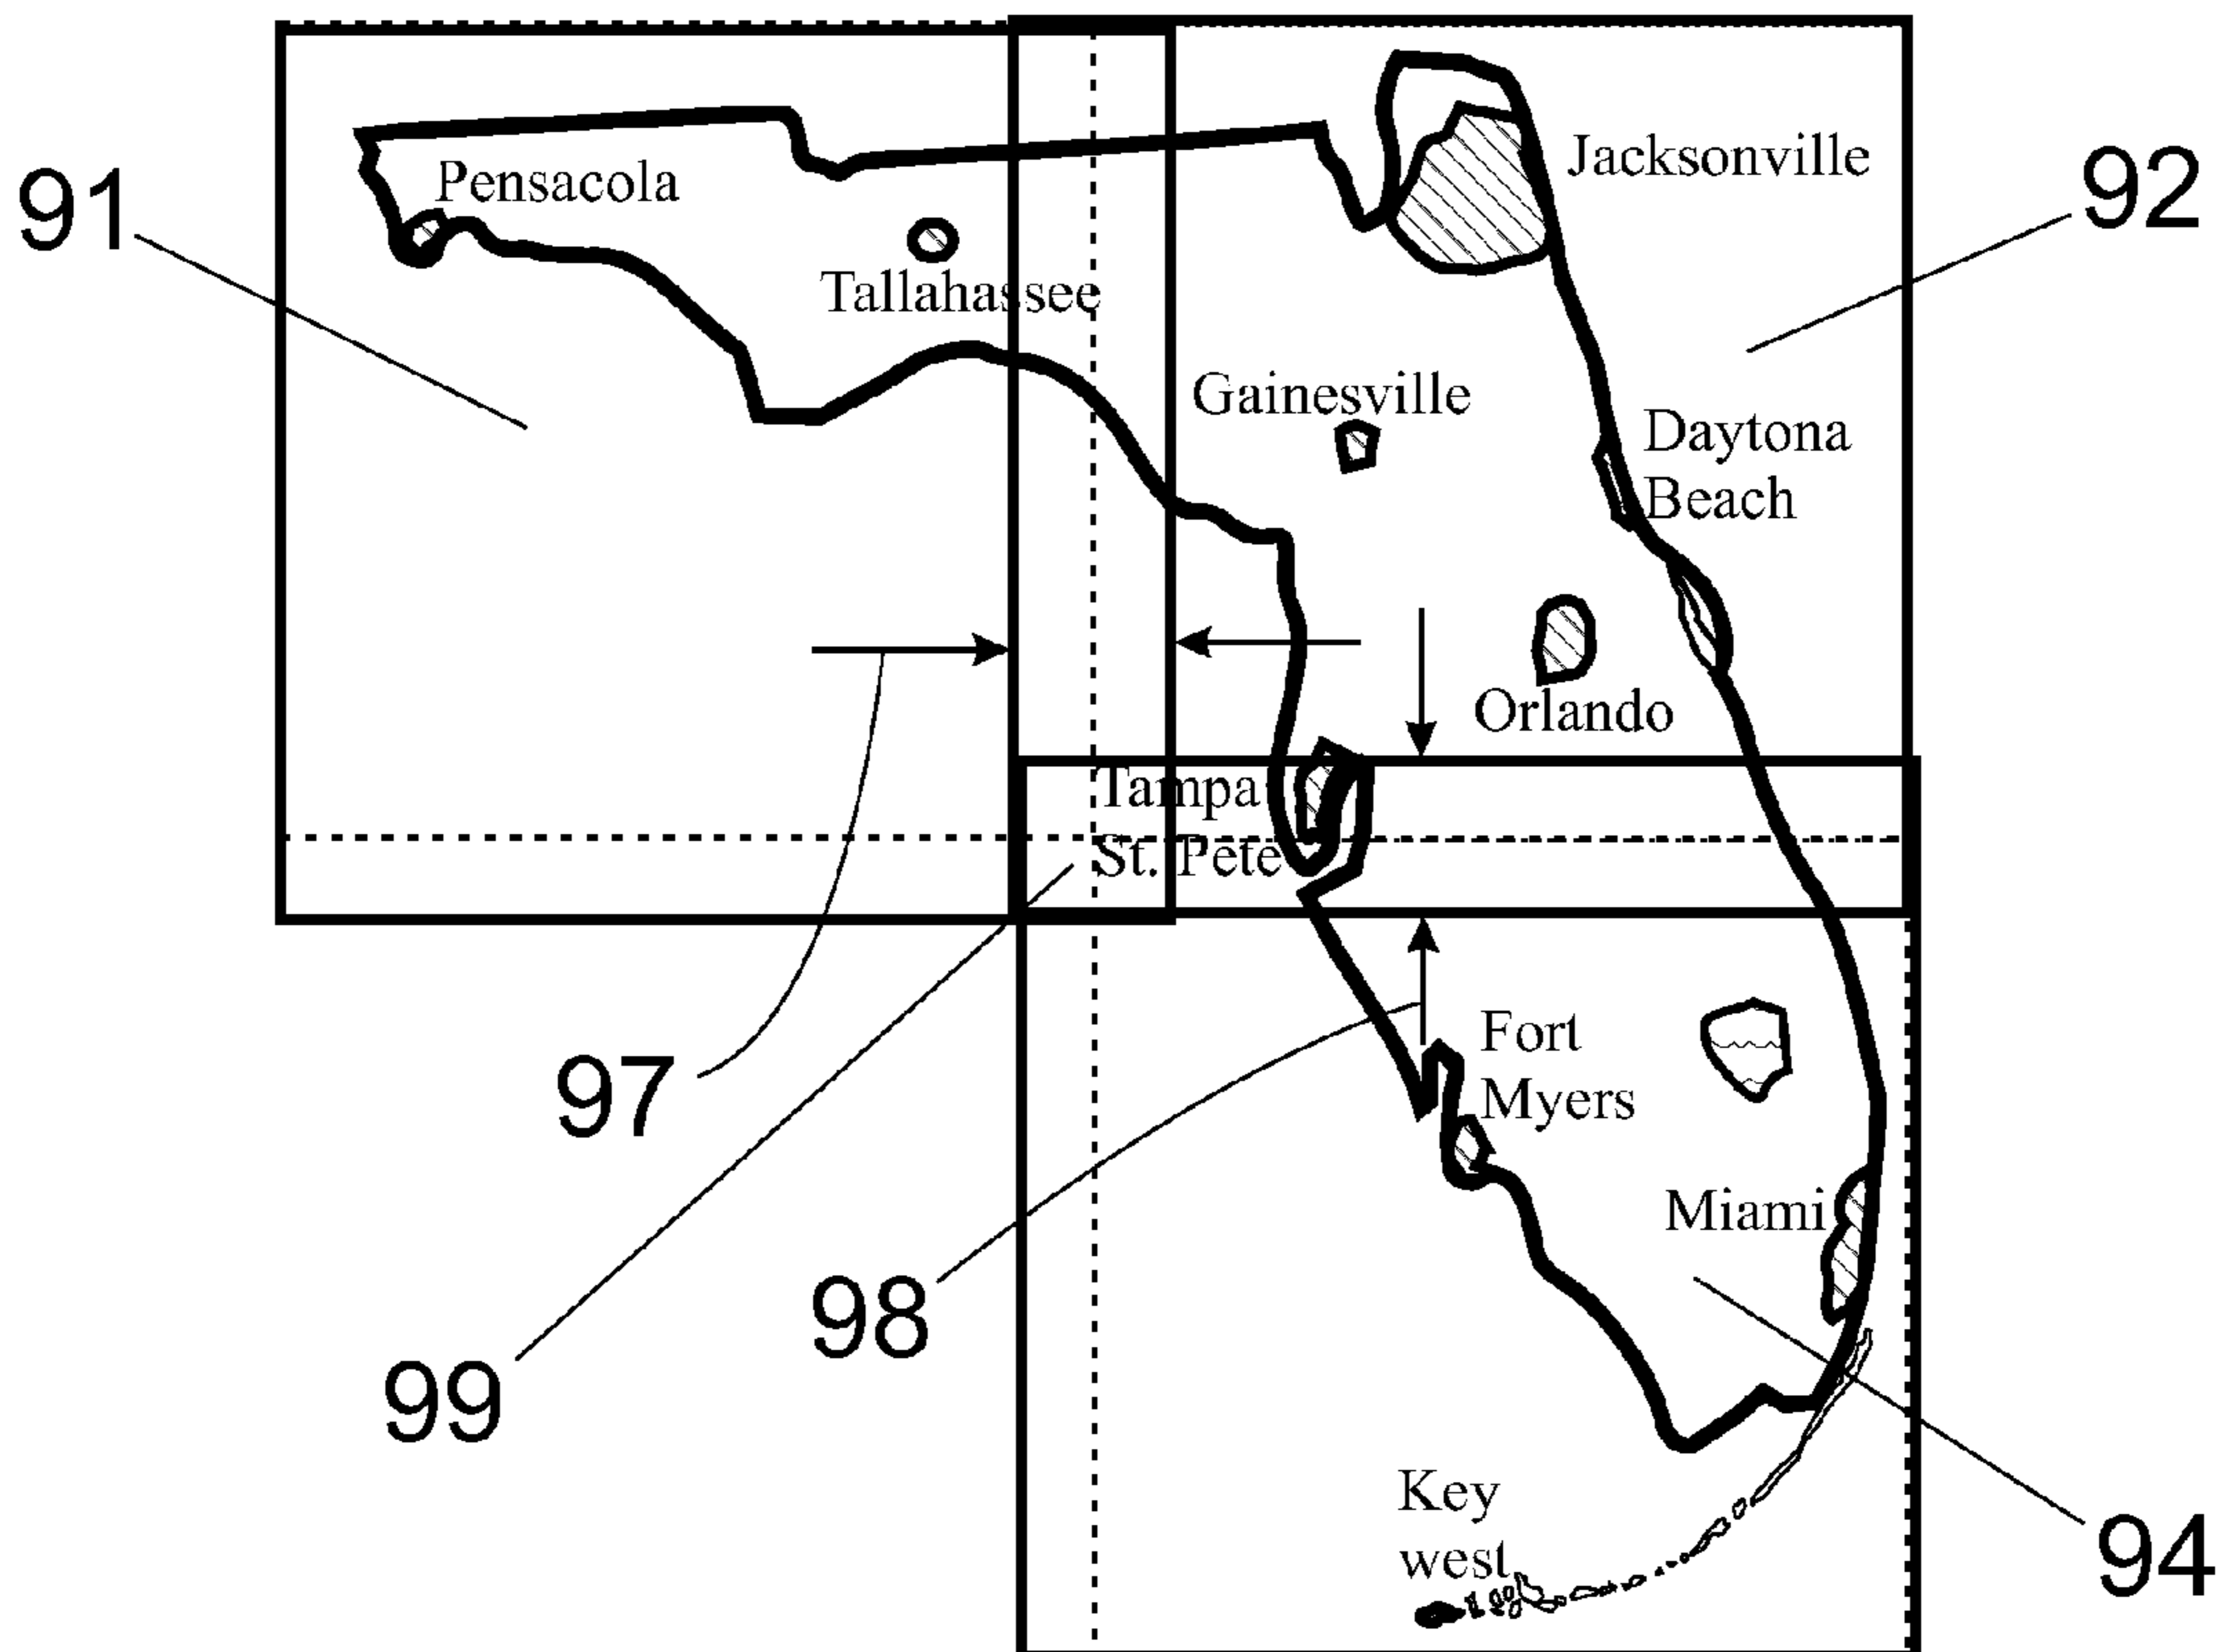 Jacksonville
91
Pensacola
92
Tallahassee
Gainesville
Daytona
Beach
Orlando
Tampa
St. Pete
Fort
Myers
97
Miami
98
99
Key
west
94